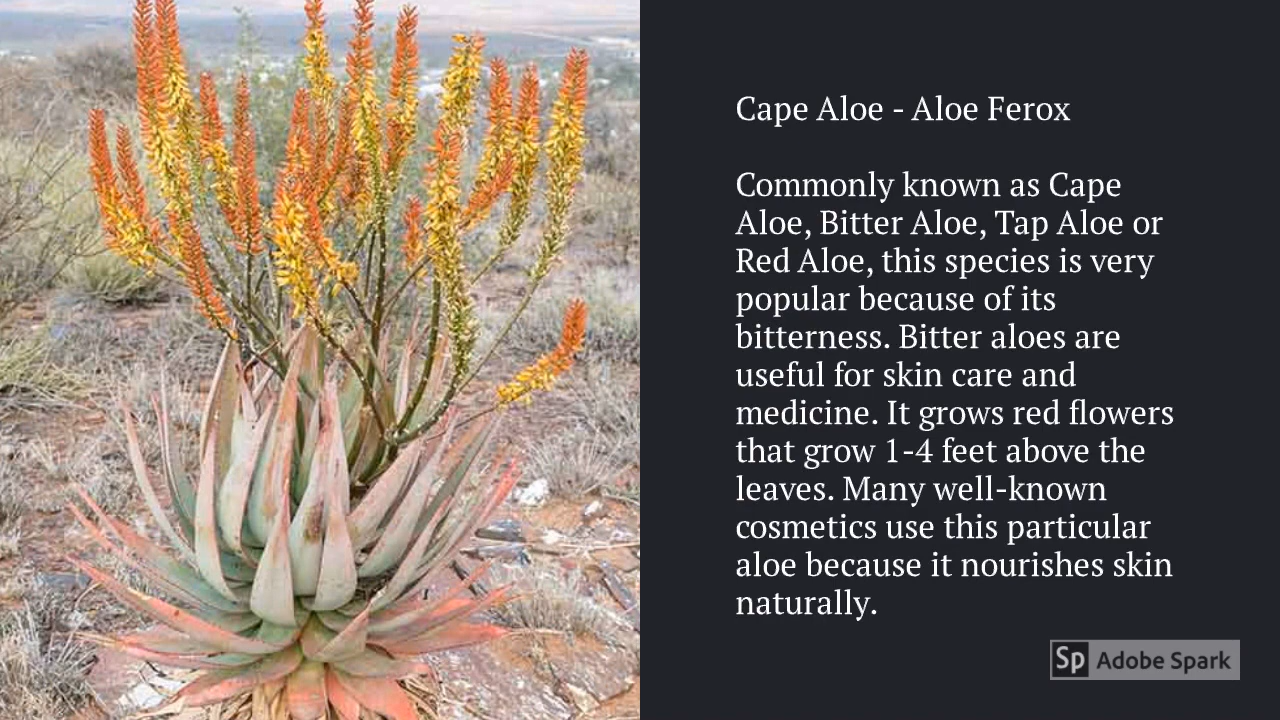 Cape Aloe - Aloe Ferox
Commonly known as Cape
Aloe, Bitter Aloe, Tap Aloe or
Red Aloe, this species is very
popular because of its
bitterness. Bitter aloes are
useful for skin care and
medicine. It grows red flowers
that grow 1-4 feet above the
leaves. Many well-known
cosmetics use this particular
aloe because it nourishes skin
naturally.
Sp Adobe Spark